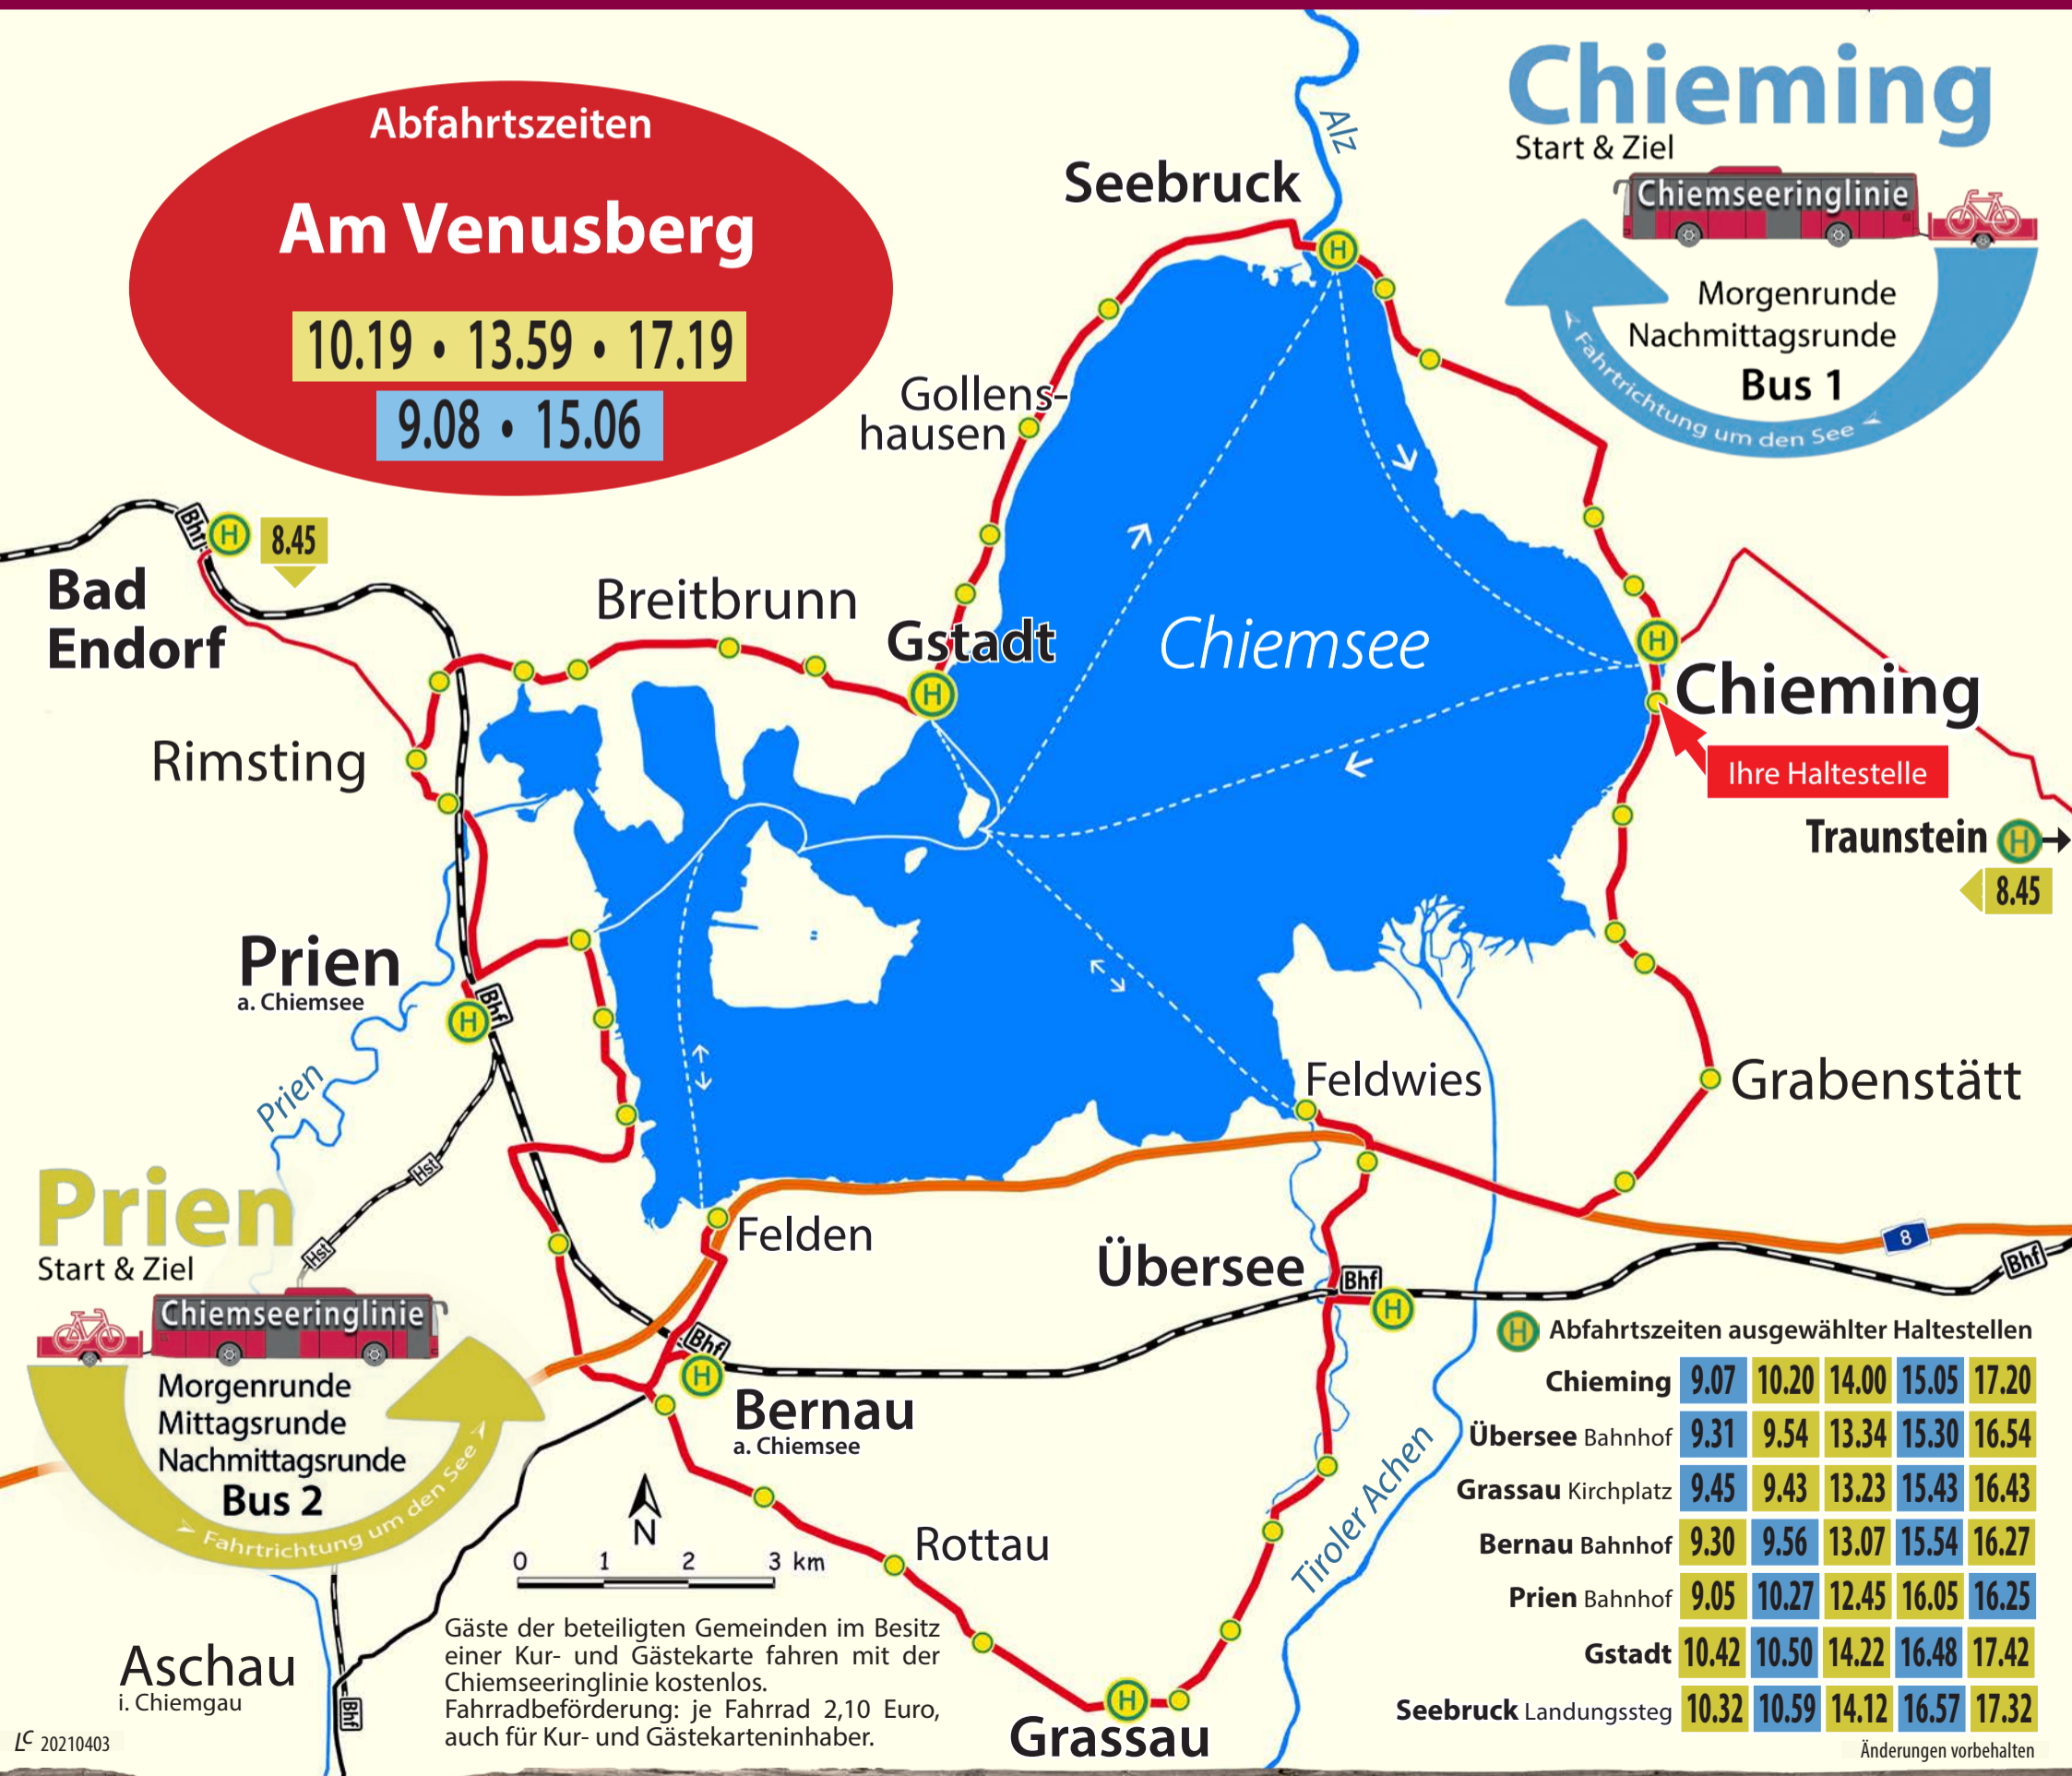 Abfahrtszeiten
Am Venusberg
10.19 • 13.59 • 17.19
9.08 • 15.06
Chieming
Start & Ziel
Chiemseeringlinie
Morgenrunde
Nachmittagsrunde
Bus 1
Fahrtrichtung um den See
Alz
Seebruck
H
Gollens-
hausen
Bhf
H
8.45
Bad
Endorf
Breitbrunn
Gstadt
H
Chiemsee
H
Chieming
Ihre Haltestelle
Rimsting
Traunstein H
8.45
Prien
a. Chiemsee
Bhf
H
Prien
Feldwies
Grabenstätt
Hst
Hst
Felden
Übersee
Bhf
H
8
Bhf
Prien
Start & Ziel
Chiemseeringlinie
Morgenrunde
Mittagsrunde
Nachmittagsrunde
Bus 2
Fahrtrichtung um den See
Bhf
H
Bernau
a. Chiemsee
N
0 1 2 3 km
Rottau
Tiroler Achen
H
Grassau
Aschau
i. Chiemgau
Bhf
Gäste der beteiligten Gemeinden im Besitz
einer Kur- und Gästekarte fahren mit der
Chiemseeringlinie kostenlos.
Fahrradbeförderung: je Fahrrad 2,10 Euro,
auch für Kur- und Gästekarteninhaber.
H Abfahrtszeiten ausgewählter Haltestellen
Chieming 9.07 10.20 14.00 15.05 17.20
Übersee Bahnhof 9.31 9.54 13.34 15.30 16.54
Grassau Kirchplatz 9.45 9.43 13.23 15.43 16.43
Bernau Bahnhof 9.30 9.56 13.07 15.54 16.27
Prien Bahnhof 9.05 10.27 12.45 16.05 16.25
Gstadt 10.42 10.50 14.22 16.48 17.42
Seebruck Landungssteg 10.32 10.59 14.12 16.57 17.32
Änderungen vorbehalten
LC 20210403